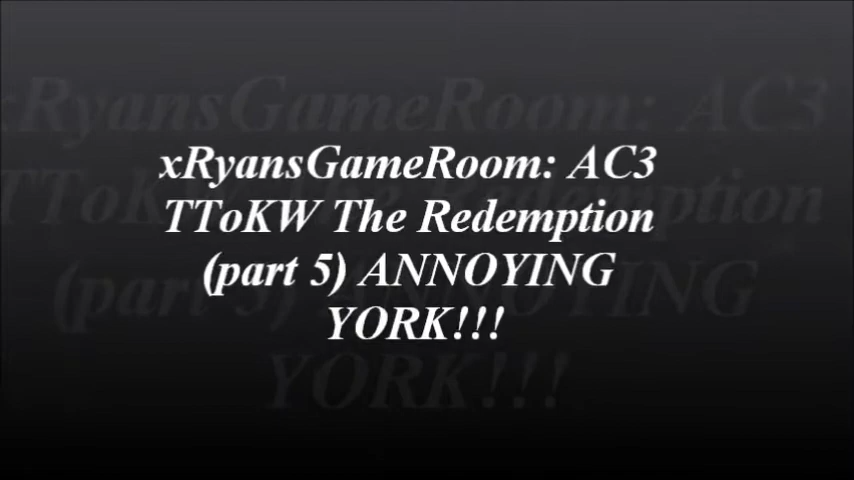 xRyansGameRoom: AC3
TToKW The Redemption
(part 5) ANNOYING
YORK!!!